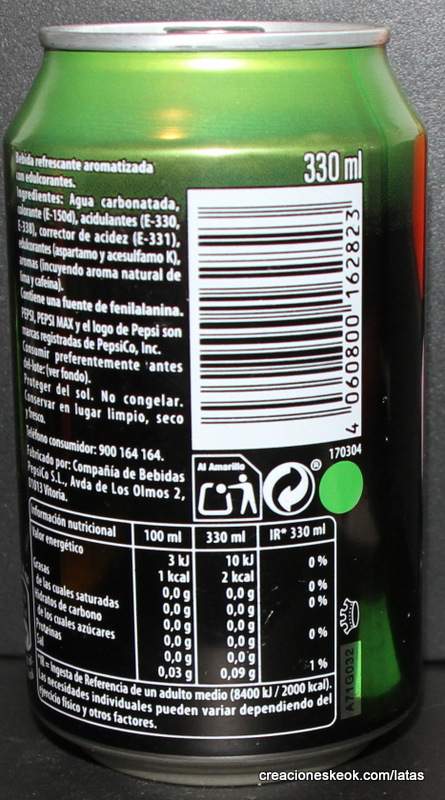 330 ml
Bebida refrescante aromatizada
con edulcorantes.
Ingredientes: Agua carbonatada,
colorante (E-150d), acidulantes (E-330,
E-338), corrector de acidez (E-331),
edulcorantes (aspartamo y acesulfamo K),
aromas (incuyendo aroma natural de
lima y cafeína).
Contiene una fuente de fenilalanina.
PEPSI, PEPSI MAX y el logo de Pepsi son
marcas registradas de PepsiCo, Inc.
Consumir preferentemente antes
del-lote: (ver fondo).
Proteger del sol. No congelar.
Conservar en lugar limpio, seco
y fresco.
Teléfono consumidor: 900 164 164.
Fabricado por: Compañía de Bebidas
PepsiCo S.L., Avda de Los Olmos 2,
01013 Vitoria.
4 060800 162823
170304
Al Amarillo
®
Información nutricional 100 ml 330 ml IR* 330 ml
Valor energético 3 kJ 10 kJ
1 kcal 2 kcal 0 %
Grasas 0,0 g 0,0 g 0 %
de las cuales saturadas 0,0 g 0,0 g 0 %
Hidratos de carbono 0,0 g 0,0 g
de los cuales azúcares 0,0 g 0,0 g 0 %
Proteínas 0,0 g 0,0 g
Sal 0,03 g 0,09 g 1 %
*IR = Ingesta de Referencia de un adulto medio (8400 kJ / 2000 kcal).
Las necesidades individuales pueden variar dependiendo del
ejercicio físico y otros factores.
A71G032
creacioneskeok.com/latas